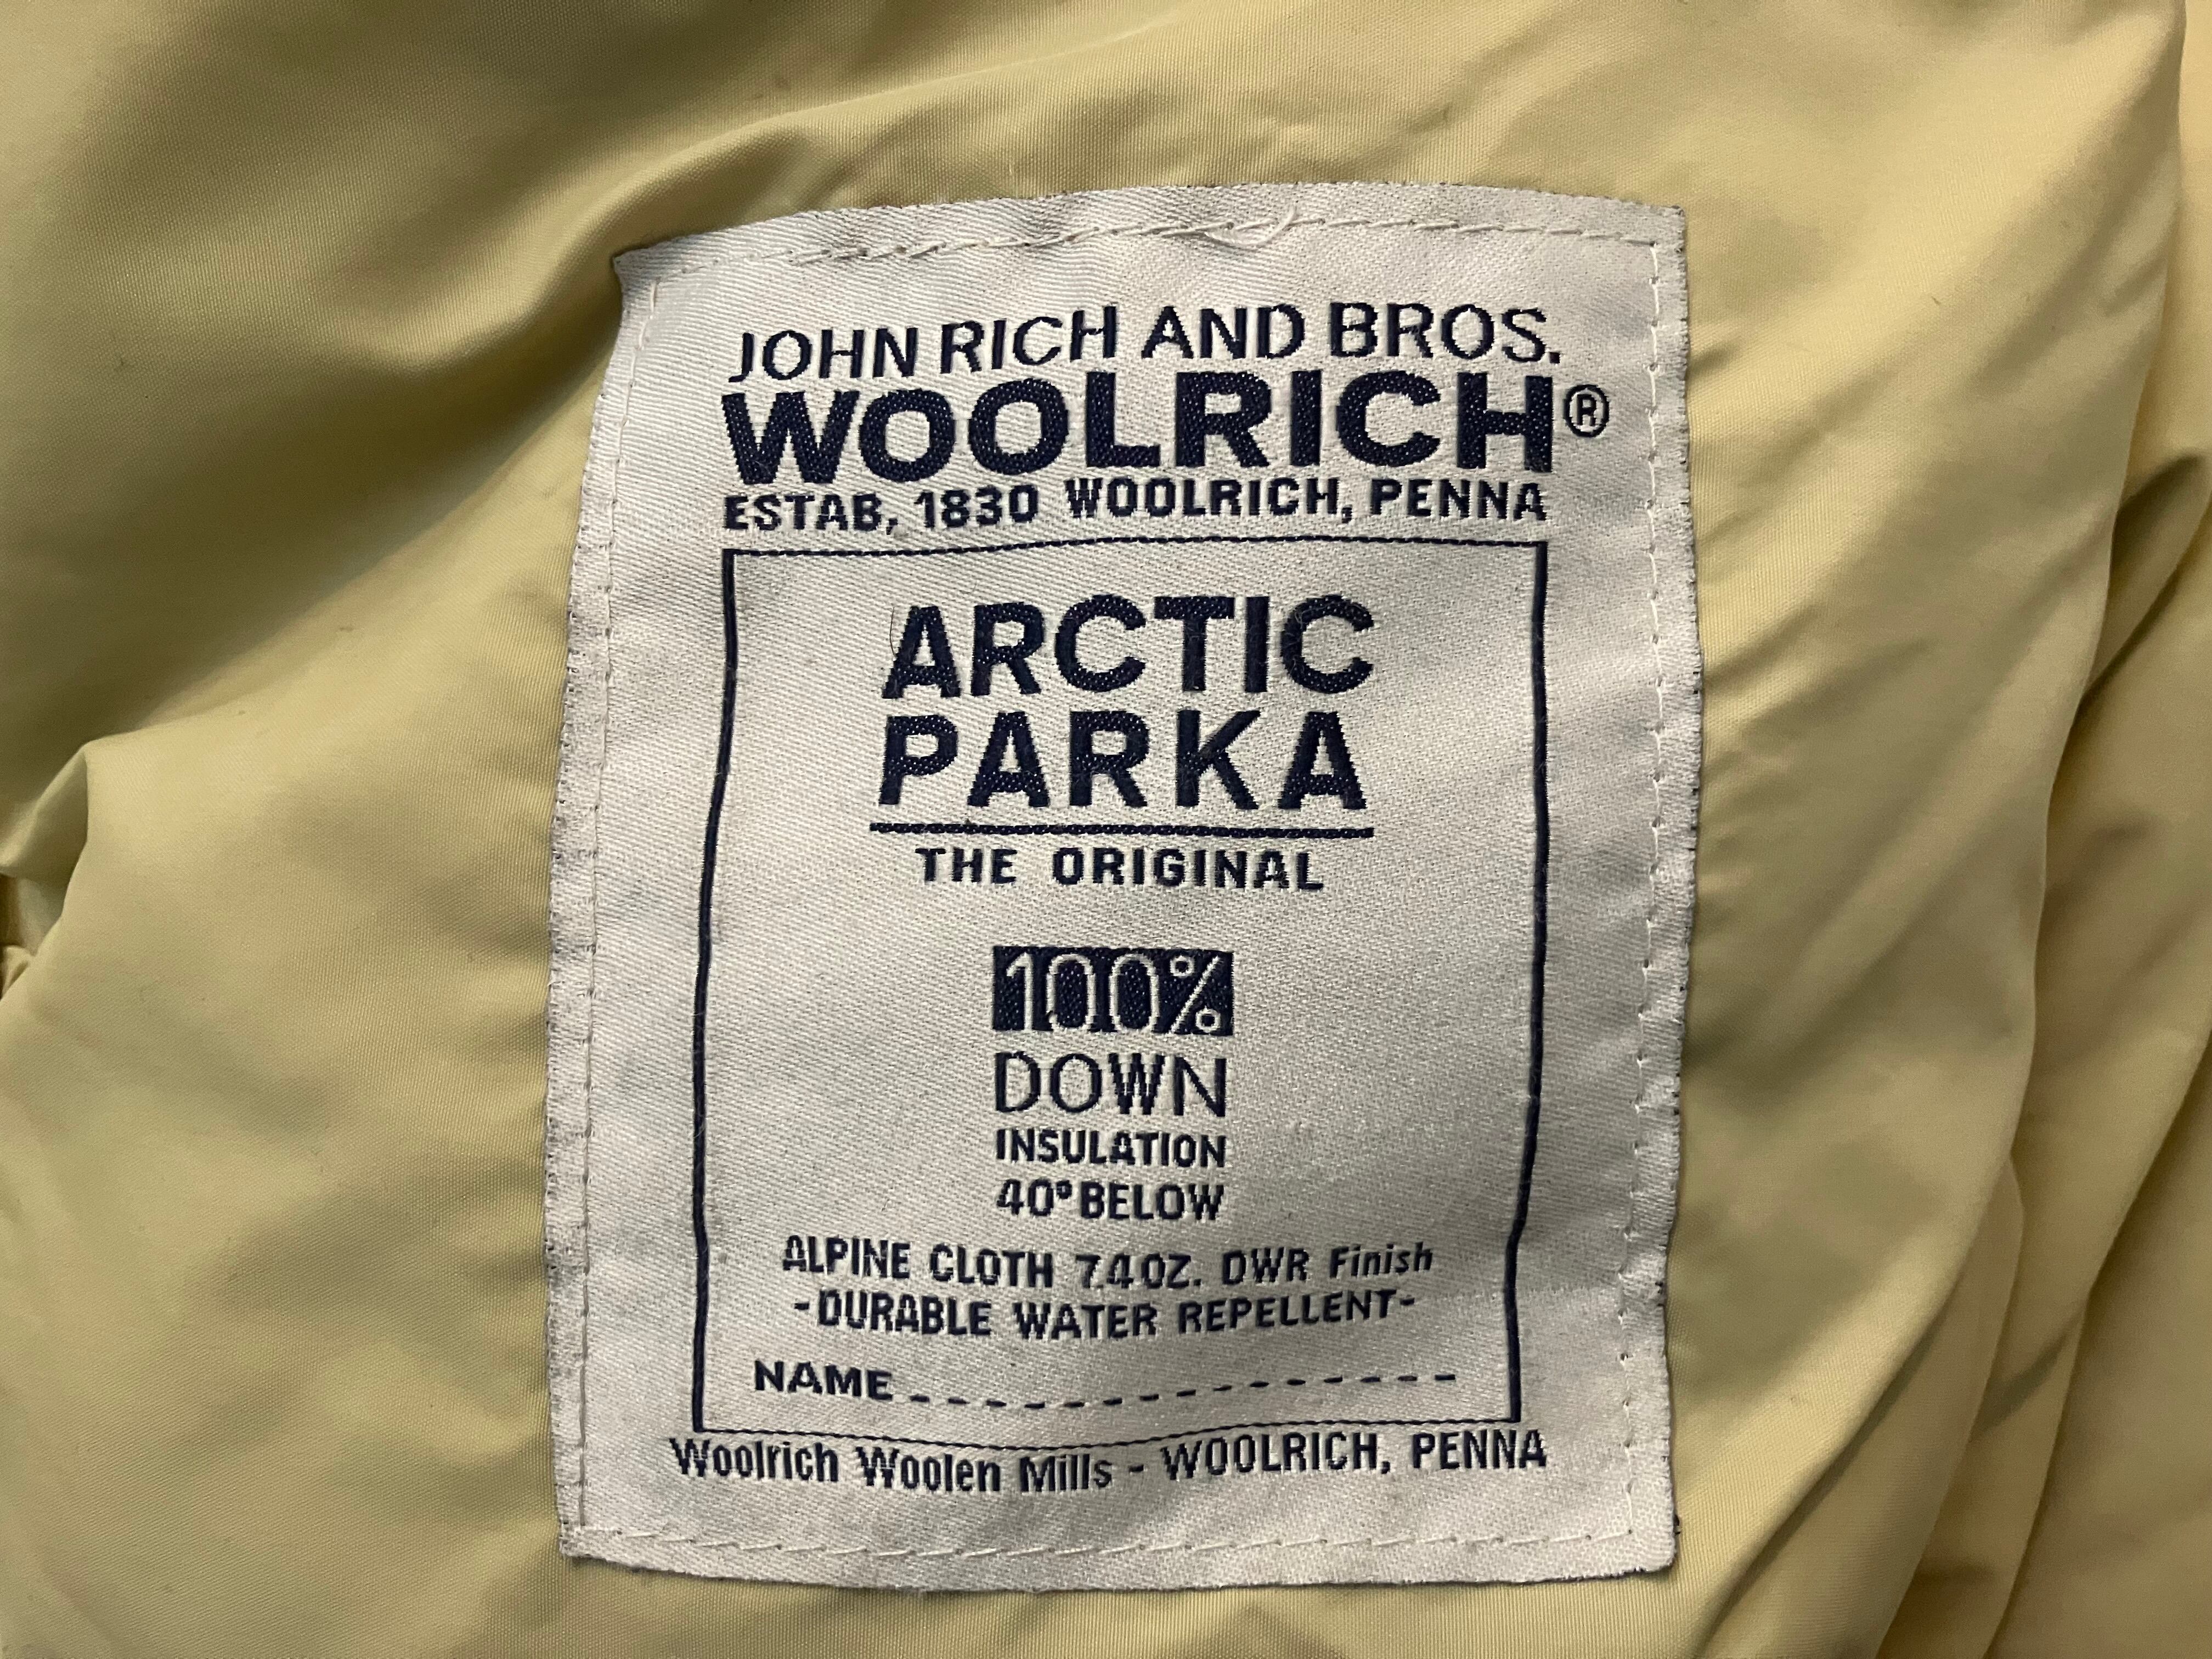 JOHN RICH AND BROS.
WOOLRICH®
ESTAB, 1830 WOOLRICH, PENNA
ARCTIC
PARKA
THE ORIGINAL
100%
DOWN
INSULATION
40° BELOW
ALPINE CLOTH 7.4 OZ. DWR Finish
-DURABLE WATER REPELLENT-
NAME _ _ _ _ _ _ _ _ _ _ _ _ _ _ _
Woolrich Woolen Mills - WOOLRICH, PENNA